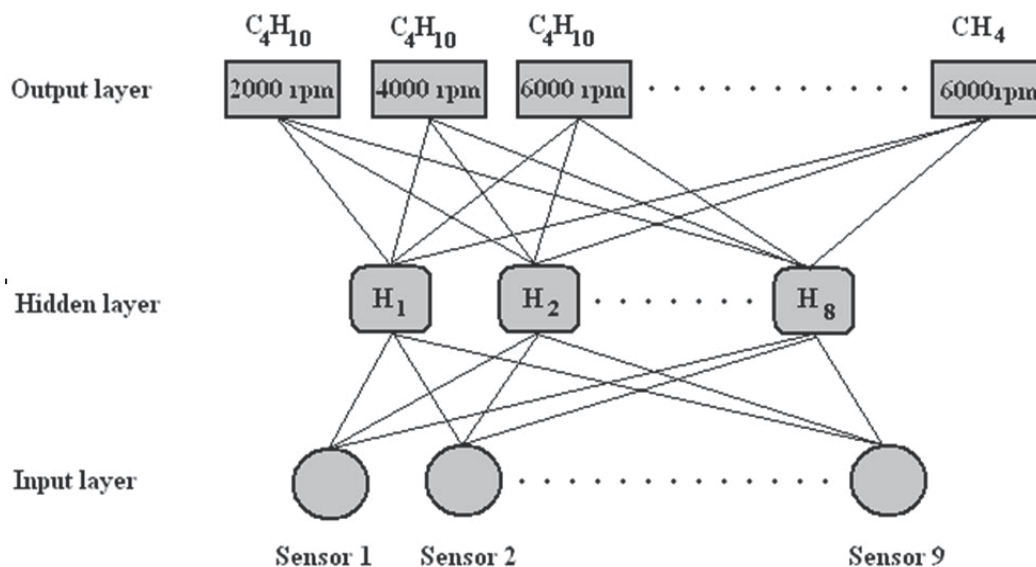 C4H10 C4H10 C4H10 CH4
Output layer 2000 rpm 4000 rpm 6000 rpm 6000rpm
Hidden layer H1 H2 H8
Input layer
Sensor 1 Sensor 2 Sensor 9